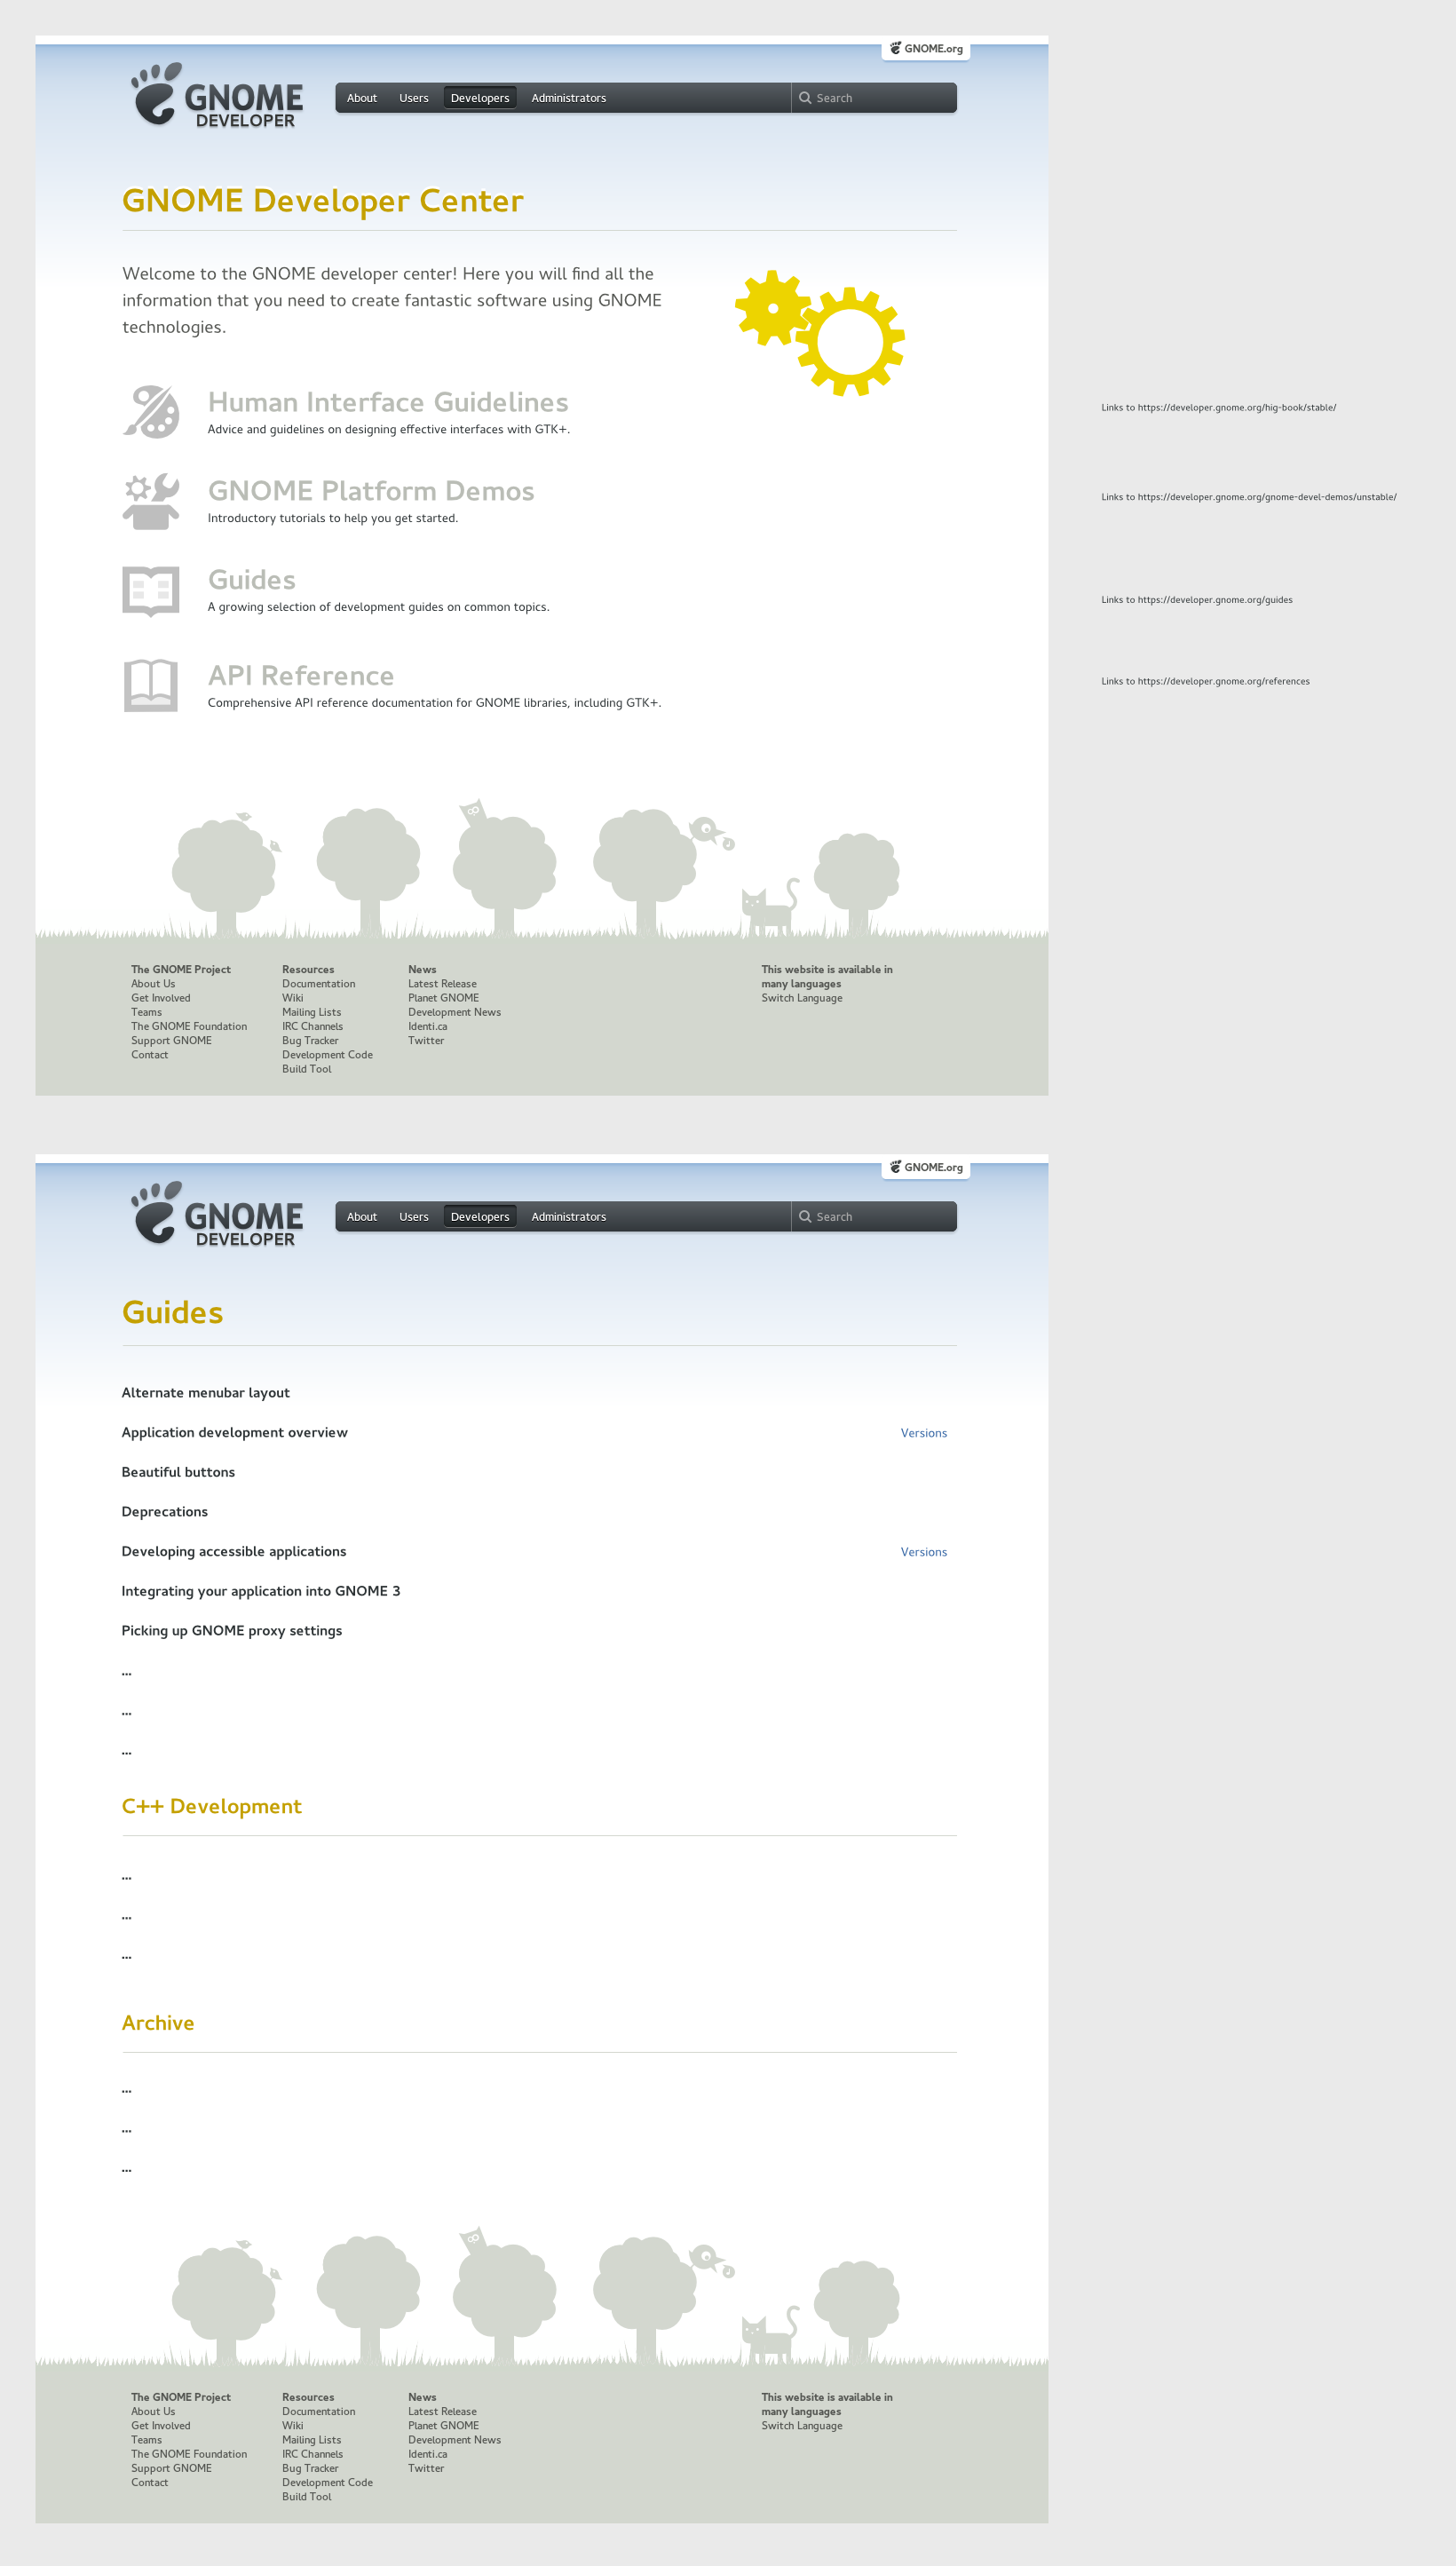 GNOME.org
GNOME
DEVELOPER
About Users Developers Administrators Search
GNOME Developer Center
Welcome to the GNOME developer center! Here you will find all the
information that you need to create fantastic software using GNOME
technologies.
Human Interface Guidelines
Advice and guidelines on designing effective interfaces with GTK+.
Links to https://developer.gnome.org/hig-book/stable/
GNOME Platform Demos
Introductory tutorials to help you get started.
Links to https://developer.gnome.org/gnome-devel-demos/unstable/
Guides
A growing selection of development guides on common topics.
Links to https://developer.gnome.org/guides
API Reference
Comprehensive API reference documentation for GNOME libraries, including GTK+.
Links to https://developer.gnome.org/references
The GNOME Project
About Us
Get Involved
Teams
The GNOME Foundation
Support GNOME
Contact
Resources
Documentation
Wiki
Mailing Lists
IRC Channels
Bug Tracker
Development Code
Build Tool
News
Latest Release
Planet GNOME
Development News
Identi.ca
Twitter
This website is available in
many languages
Switch Language
GNOME.org
GNOME
DEVELOPER
About Users Developers Administrators Search
Guides
Alternate menubar layout
Application development overview Versions
Beautiful buttons
Deprecations
Developing accessible applications Versions
Integrating your application into GNOME 3
Picking up GNOME proxy settings
...
...
...
C++ Development
...
...
...
Archive
...
...
...
The GNOME Project
About Us
Get Involved
Teams
The GNOME Foundation
Support GNOME
Contact
Resources
Documentation
Wiki
Mailing Lists
IRC Channels
Bug Tracker
Development Code
Build Tool
News
Latest Release
Planet GNOME
Development News
Identi.ca
Twitter
This website is available in
many languages
Switch Language